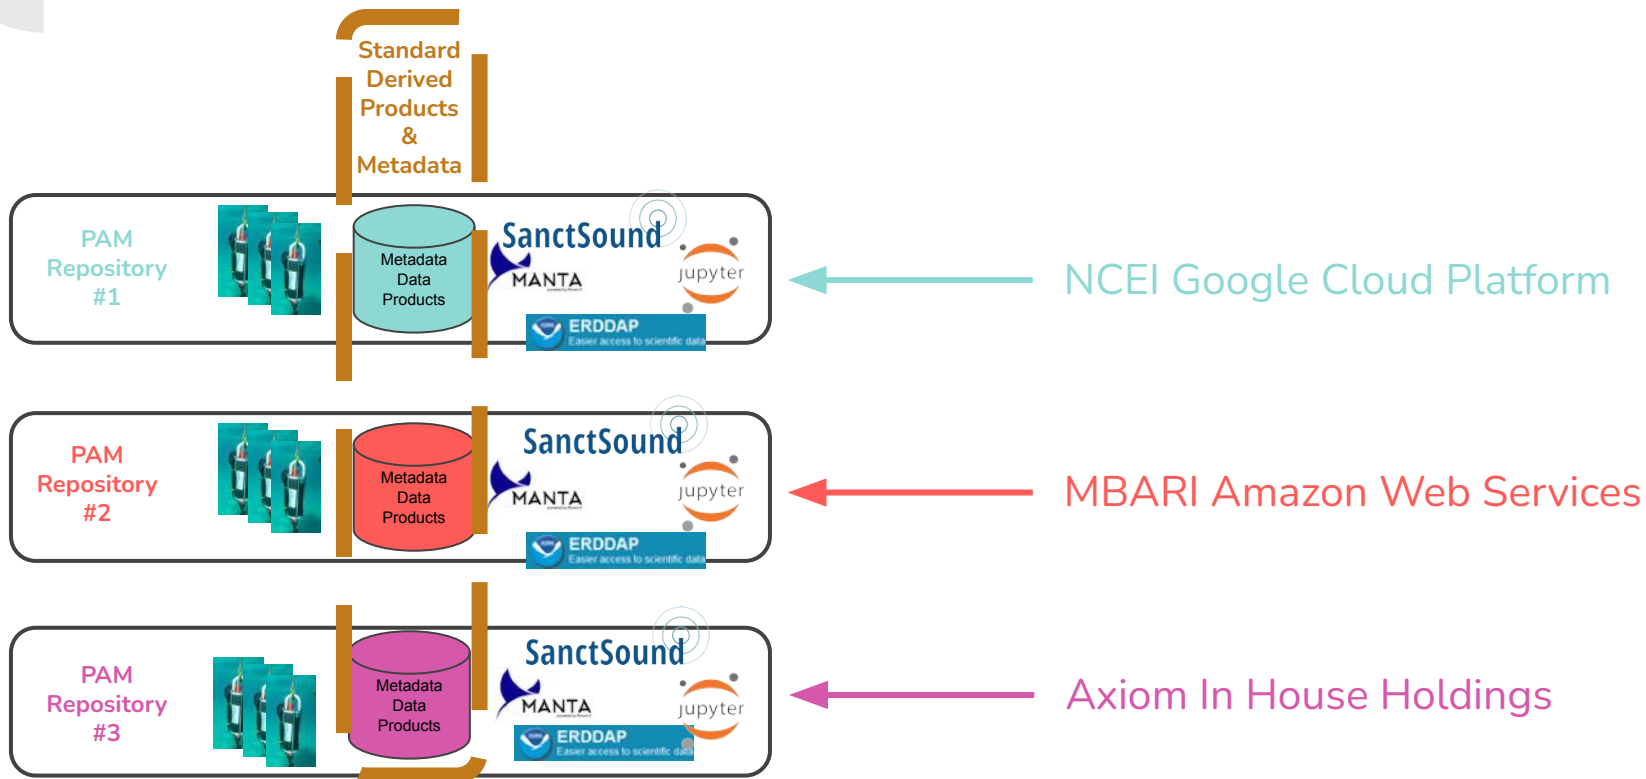 Standard
Derived
Products
&
Metadata
PAM
Repository
#1
Metadata
Data
Products
SanctSound
MANTA
jupyter
ERDDAP
Easier access to scientific data
NCEI Google Cloud Platform
PAM
Repository
#2
Metadata
Data
Products
SanctSound
MANTA
jupyter
ERDDAP
Easier access to scientific data
MBARI Amazon Web Services
PAM
Repository
#3
Metadata
Data
Products
SanctSound
MANTA
jupyter
ERDDAP
Easier access to scientific data
Axiom In House Holdings